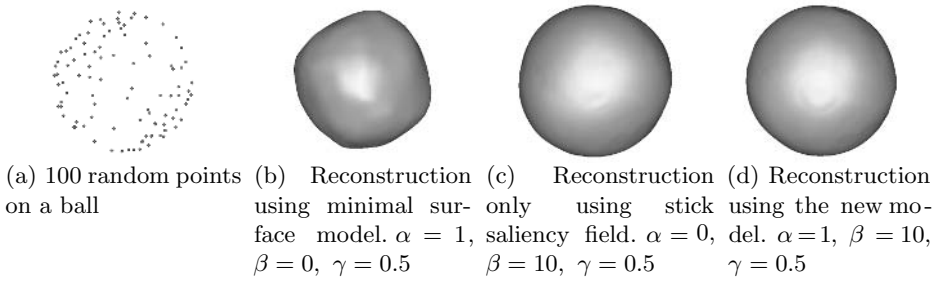 (a) 100 random points
on a ball
(b) Reconstruction
using minimal sur-
face model. α = 1,
β = 0, γ = 0.5
(c) Reconstruction
only using stick
saliency field. α = 0,
β = 10, γ = 0.5
(d) Reconstruction
using the new mo-
del. α = 1, β = 10,
γ = 0.5